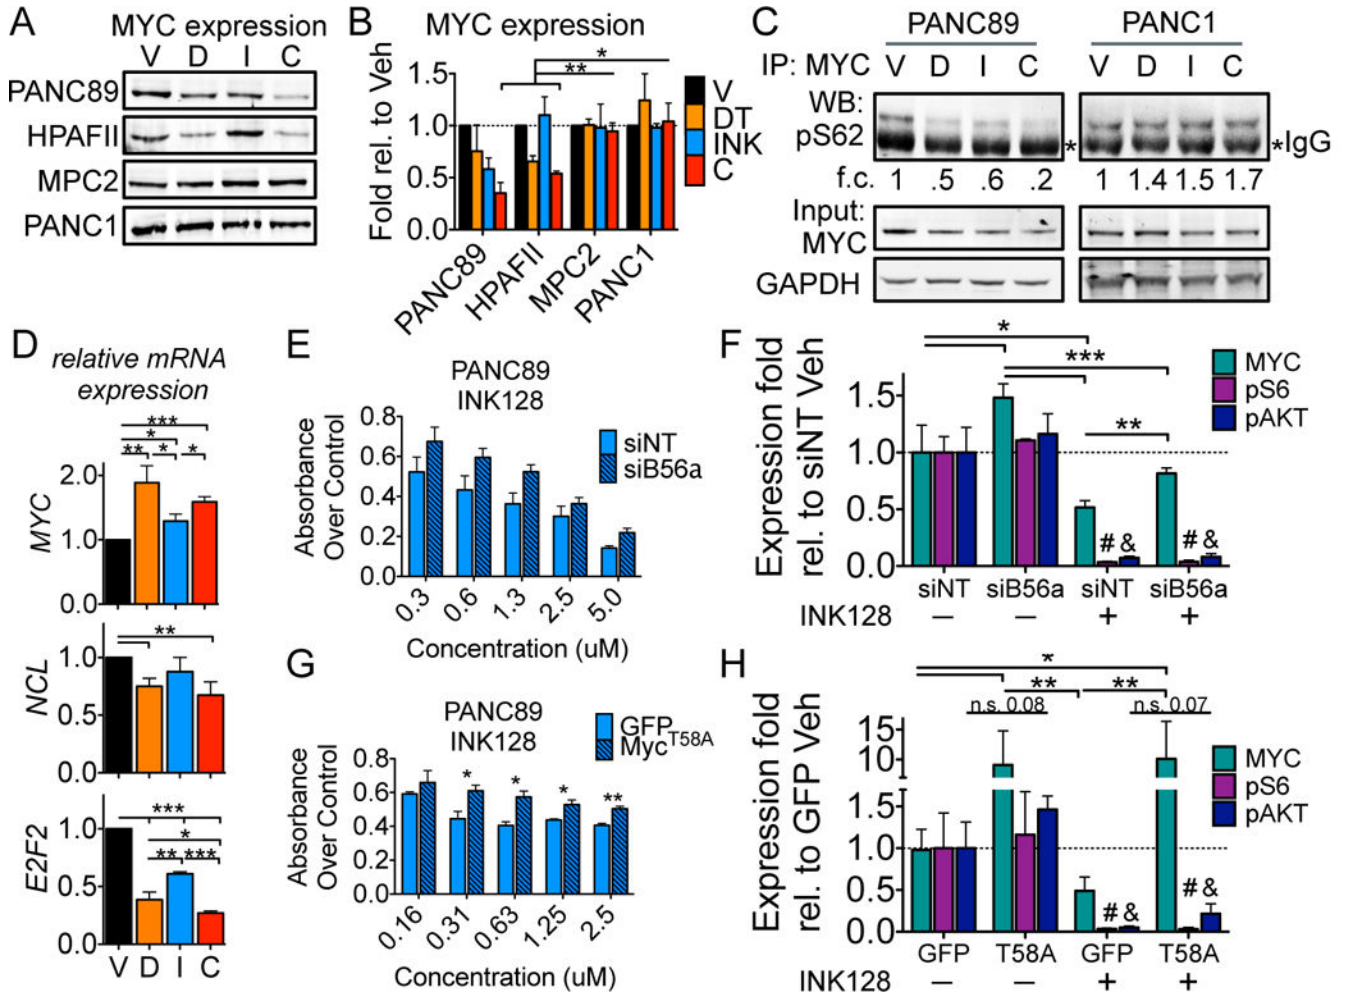 A
MYC expression
V D I C
PANC89
HPAFII
MPC2
PANC1
B
MYC expression
Fold rel. to Veh
1.5
1.0
0.5
0.0
*
**
V
DT
INK
C
PANC89
HPAFII
MPC2
PANC1
C
PANC89 PANC1
IP: MYC V D I C V D I C
WB:
pS62
* *IgG
f.c. 1 .5 .6 .2 1 1.4 1.5 1.7
Input:
MYC
GAPDH
D
relative mRNA
expression
***
*
** * *
MYC
2.0
1.0
0.0
**
NCL
1.0
0.5
0.0
***
*
** ***
E2F2
1.0
0.5
0.0
V D I C
E
PANC89
INK128
Absorbance
Over Control
0.8
0.6
0.4
0.2
0.0
siNT
siB56a
0.3 0.6 1.3 2.5 5.0
Concentration (uM)
F
Expression fold
rel. to siNT Veh
1.5
1.0
0.5
0.0
*
***
**
# & # &
MYC
pS6
pAKT
siNT siB56a siNT siB56a
INK128 — — + +
G
PANC89
INK128
Absorbance
Over Control
0.8
0.6
0.4
0.2
0.0
GFP
MycT58A
* * * **
0.16 0.31 0.63 1.25 2.5
Concentration (uM)
H
Expression fold
rel. to GFP Veh
15
10
1.5
1.0
0.5
0.0
*
** **
n.s. 0.08 n.s. 0.07
# & # &
MYC
pS6
pAKT
GFP T58A GFP T58A
INK128 — — + +